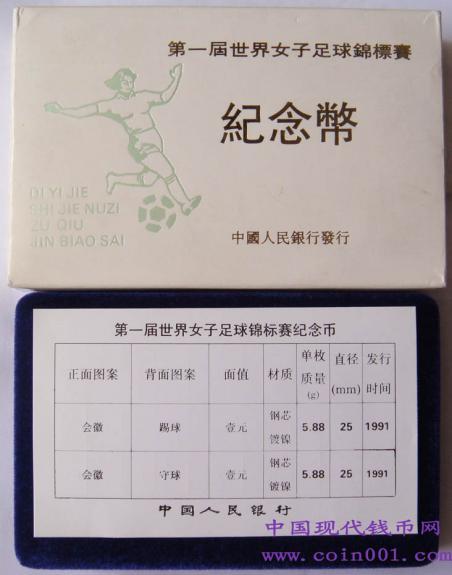 第一屆世界女子足球錦標賽
紀念幣
DI YI JIE
SHI JIE NUZI
ZU QIU
JIN BIAO SAI
中國人民銀行發行
第一届世界女子足球锦标赛纪念币
正面图案 背面图案 面值 材质 单枚质量(g) 直径(mm) 发行时间
会徽 踢球 壹元 钢芯镀镍 5.88 25 1991
会徽 守球 壹元 钢芯镀镍 5.88 25 1991
中国人民银行
中国现代钱币网
www.coin001.com